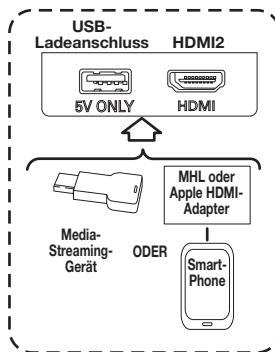 USB-
Ladeanschluss HDMI2
5V ONLY HDMI
MHL oder
Apple HDMI-
Adapter
Media-
Streaming-
Gerät
ODER
Smart-
Phone